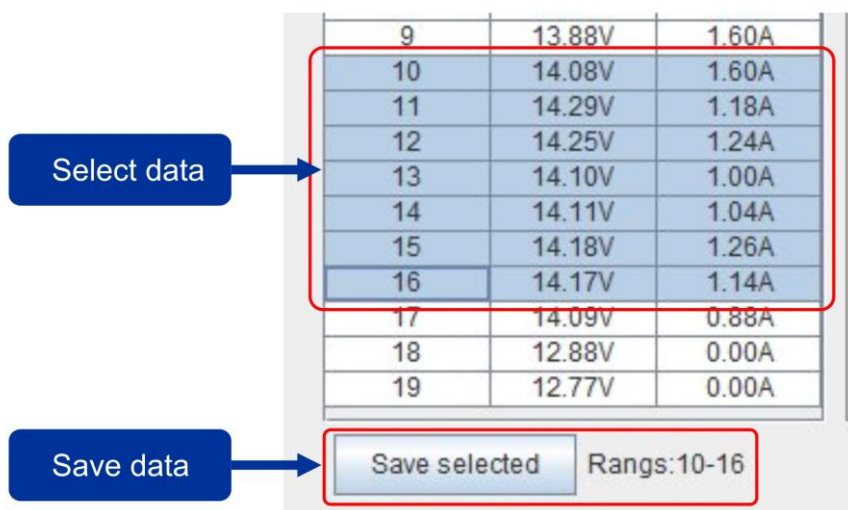 9 13.88V 1.60A
10 14.08V 1.60A
11 14.29V 1.18A
12 14.25V 1.24A
Select data
13 14.10V 1.00A
14 14.11V 1.04A
15 14.18V 1.26A
16 14.17V 1.14A
17 14.09V 0.88A
18 12.88V 0.00A
19 12.77V 0.00A
Save data
Save selected Rangs:10-16